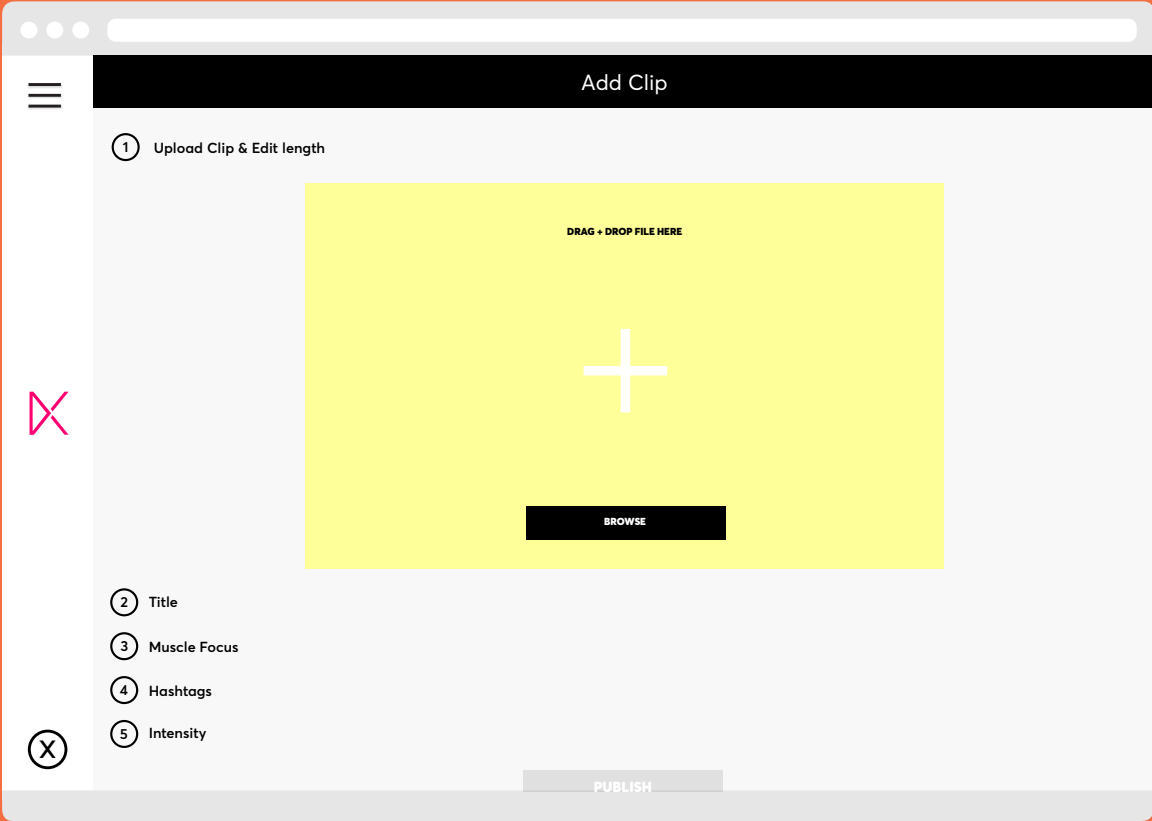 Add Clip
1 Upload Clip & Edit length
DRAG + DROP FILE HERE
BROWSE
2 Title
3 Muscle Focus
4 Hashtags
5 Intensity
X
PUBLISH